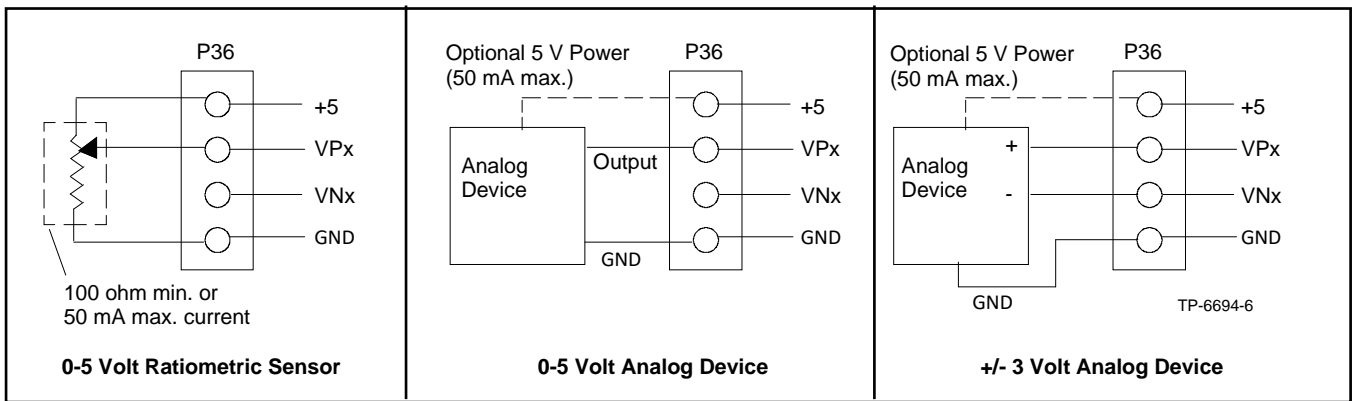 P36
+5
VPx
VNx
GND
100 ohm min. or
50 mA max. current
0-5 Volt Ratiometric Sensor
Optional 5 V Power
(50 mA max.)
P36
Analog
Device
Output
GND
+5
VPx
VNx
GND
0-5 Volt Analog Device
Optional 5 V Power
(50 mA max.)
P36
Analog
Device
+
-
GND
+5
VPx
VNx
GND
TP-6694-6
+/- 3 Volt Analog Device